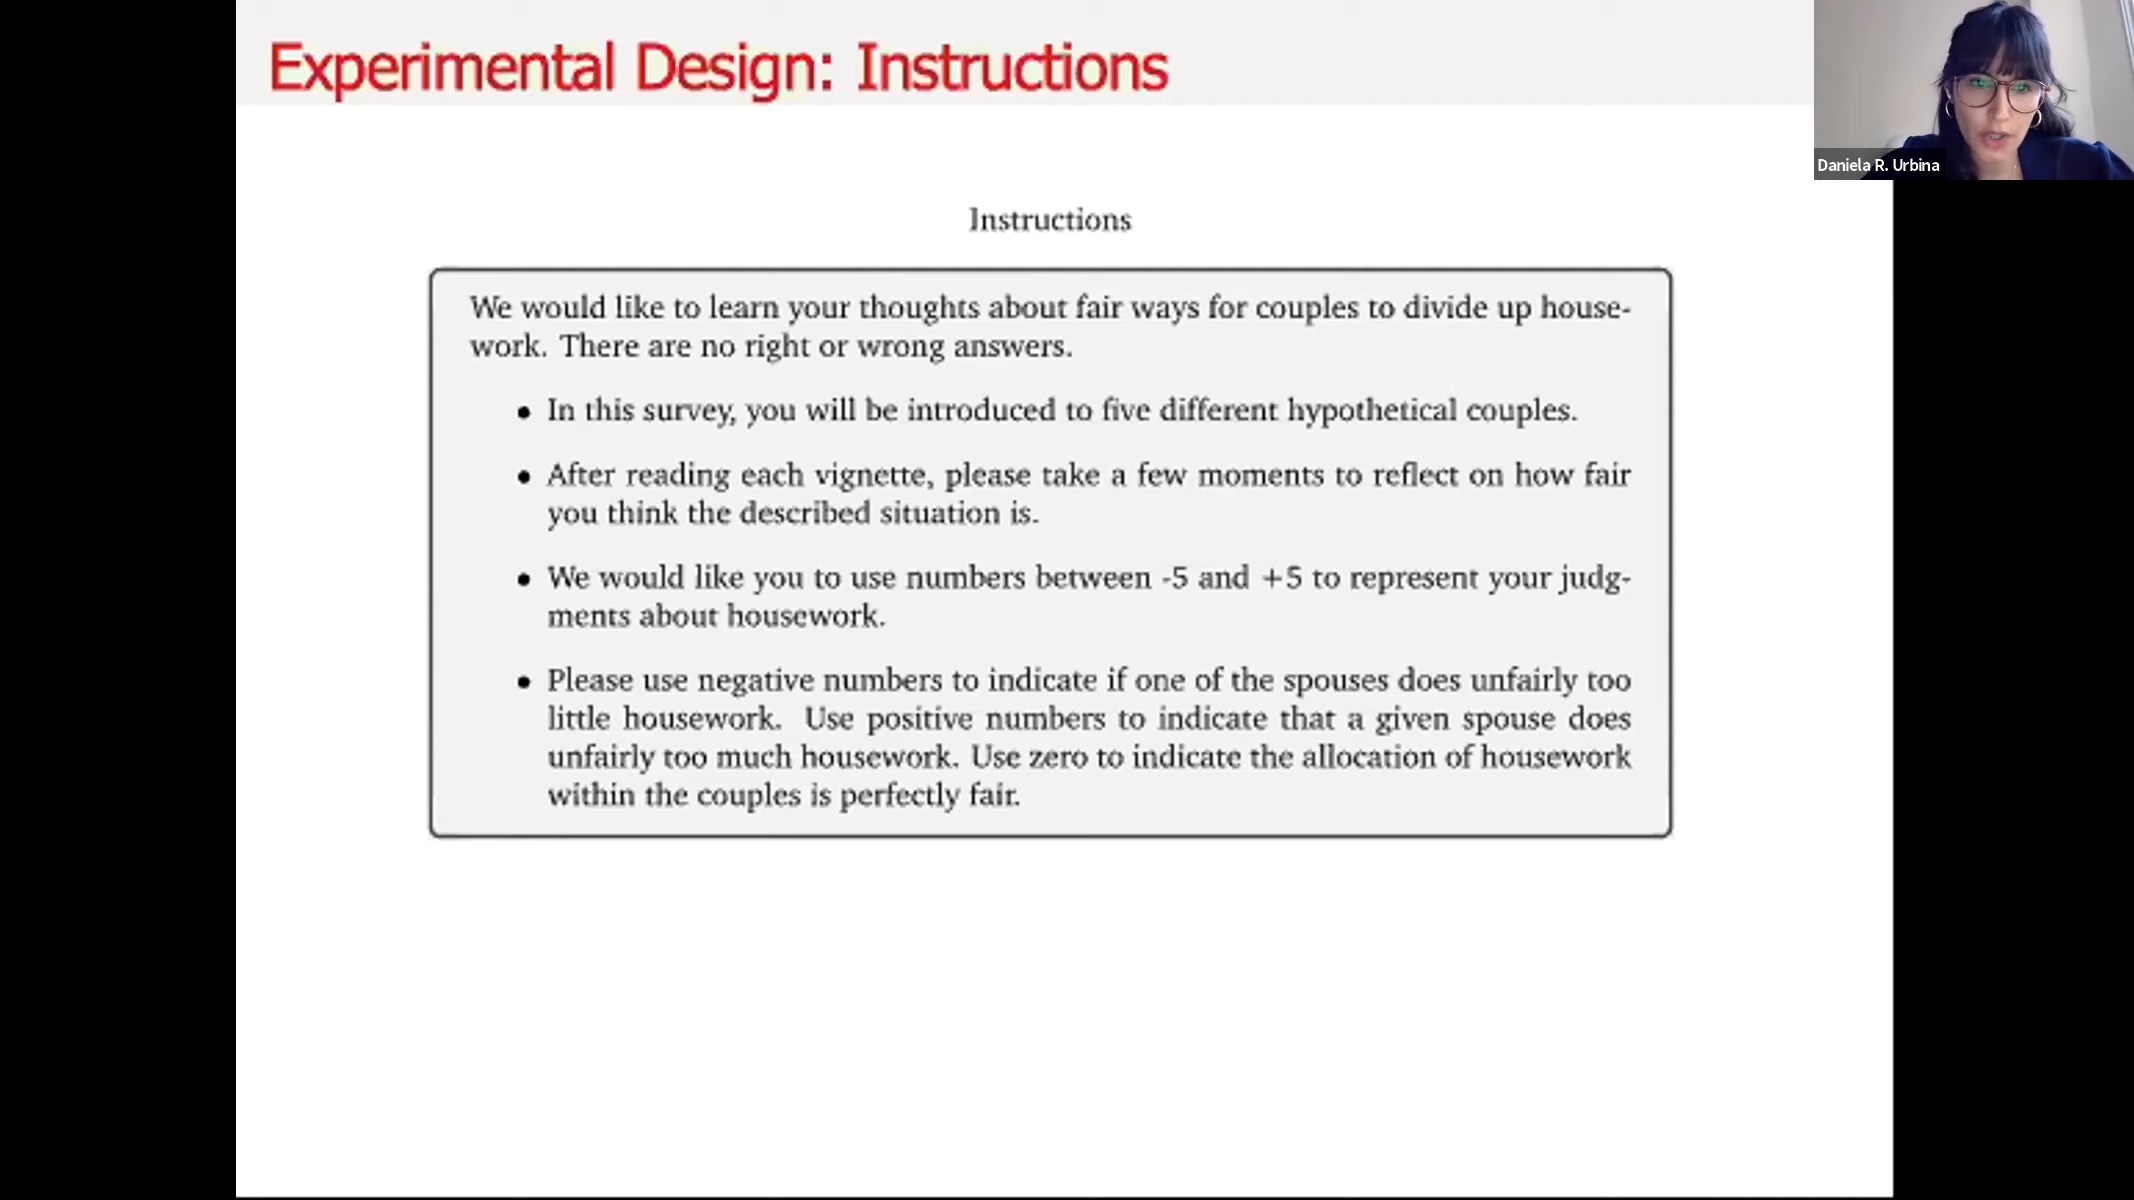 Experimental Design: Instructions
Daniela R. Urbina
Instructions
We would like to learn your thoughts about fair ways for couples to divide up house-
work. There are no right or wrong answers.
• In this survey, you will be introduced to five different hypothetical couples.
• After reading each vignette, please take a few moments to reflect on how fair
you think the described situation is.
• We would like you to use numbers between -5 and +5 to represent your judg-
ments about housework.
• Please use negative numbers to indicate if one of the spouses does unfairly too
little housework. Use positive numbers to indicate that a given spouse does
unfairly too much housework. Use zero to indicate the allocation of housework
within the couples is perfectly fair.